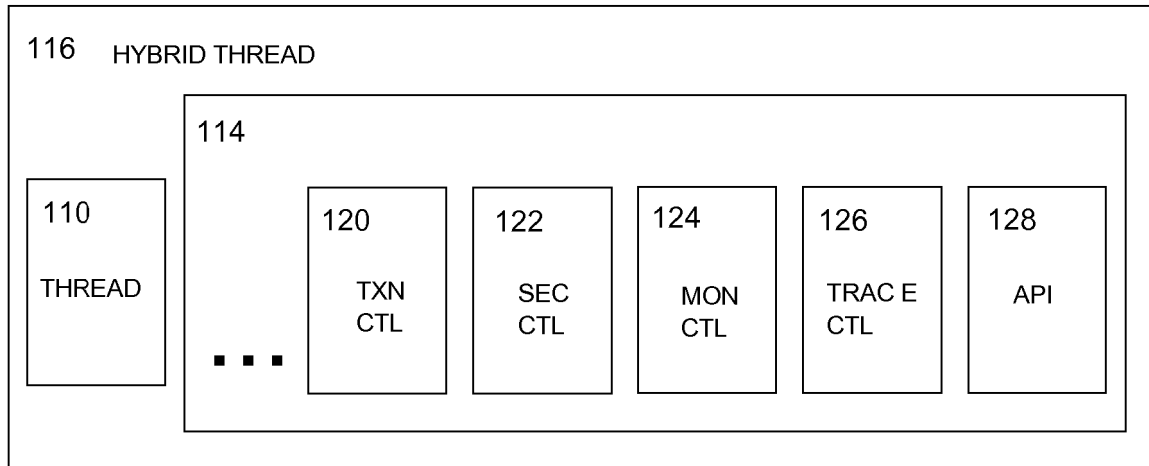 116 HYBRID THREAD
114
110
THREAD
120
TXN
CTL
122
SEC
CTL
124
MON
CTL
126
TRAC E
CTL
128
API
...